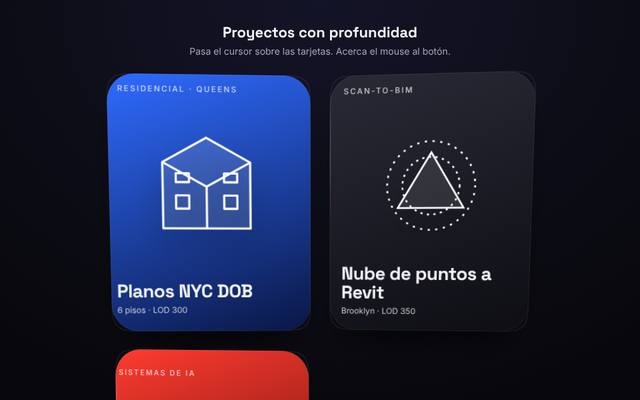 Proyectos con profundidad
Pasa el cursor sobre las tarjetas. Acerca el mouse al botón.
RESIDENCIAL · QUEENS
Planos NYC DOB
6 pisos · LOD 300
SCAN-TO-BIM
Nube de puntos a
Revit
Brooklyn · LOD 350
SISTEMAS DE IA